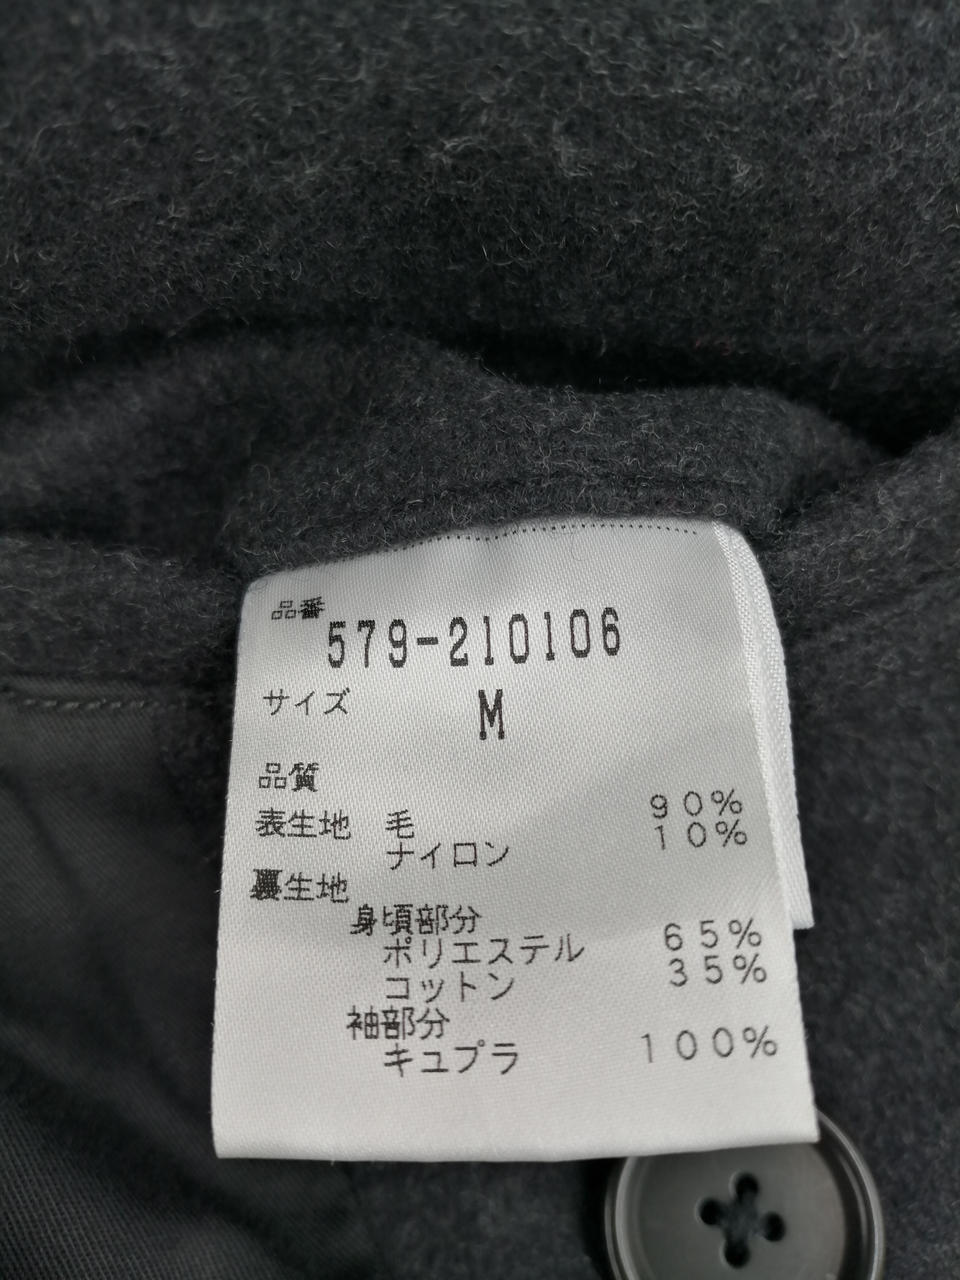 品番
579-210106
サイズ M
品質
表生地 毛 90%
ナイロン 10%
裏生地
身頃部分
ポリエステル 65%
コットン 35%
袖部分
キュプラ 100%